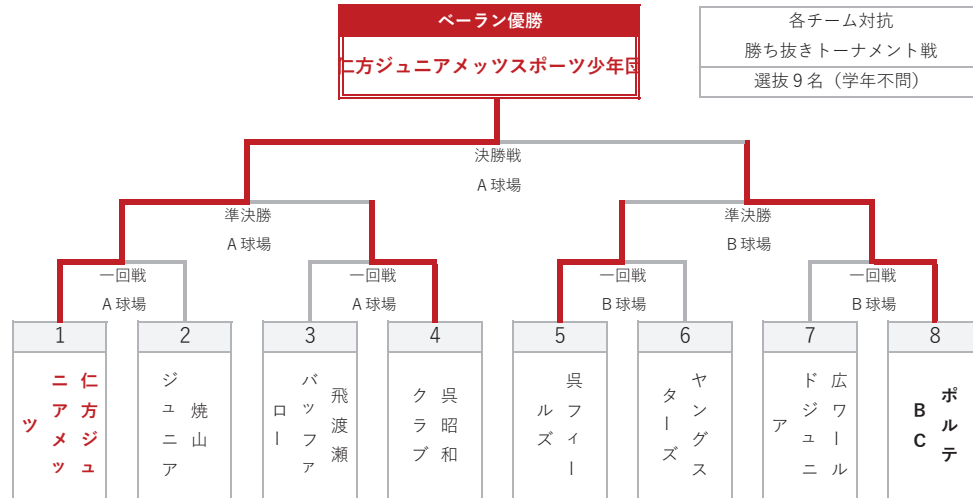 ベーラン優勝
仁方ジュニアメッツスポーツ少年団
各チーム対抗
勝ち抜きトーナメント戦
選抜9名（学年不問）
決勝戦
A球場
準決勝
A球場
準決勝
B球場
一回戦
A球場
一回戦
A球場
一回戦
B球場
一回戦
B球場
1
2
3
4
5
6
7
8
仁方ジュ
ニアメッ
ツ
焼山
ジュニア
飛渡瀬
バッファ
ロー
呉昭和
クラブ
呉フィー
ルズ
ヤングス
ターズ
広ワール
ドジュニ
ア
ポルテ
BC